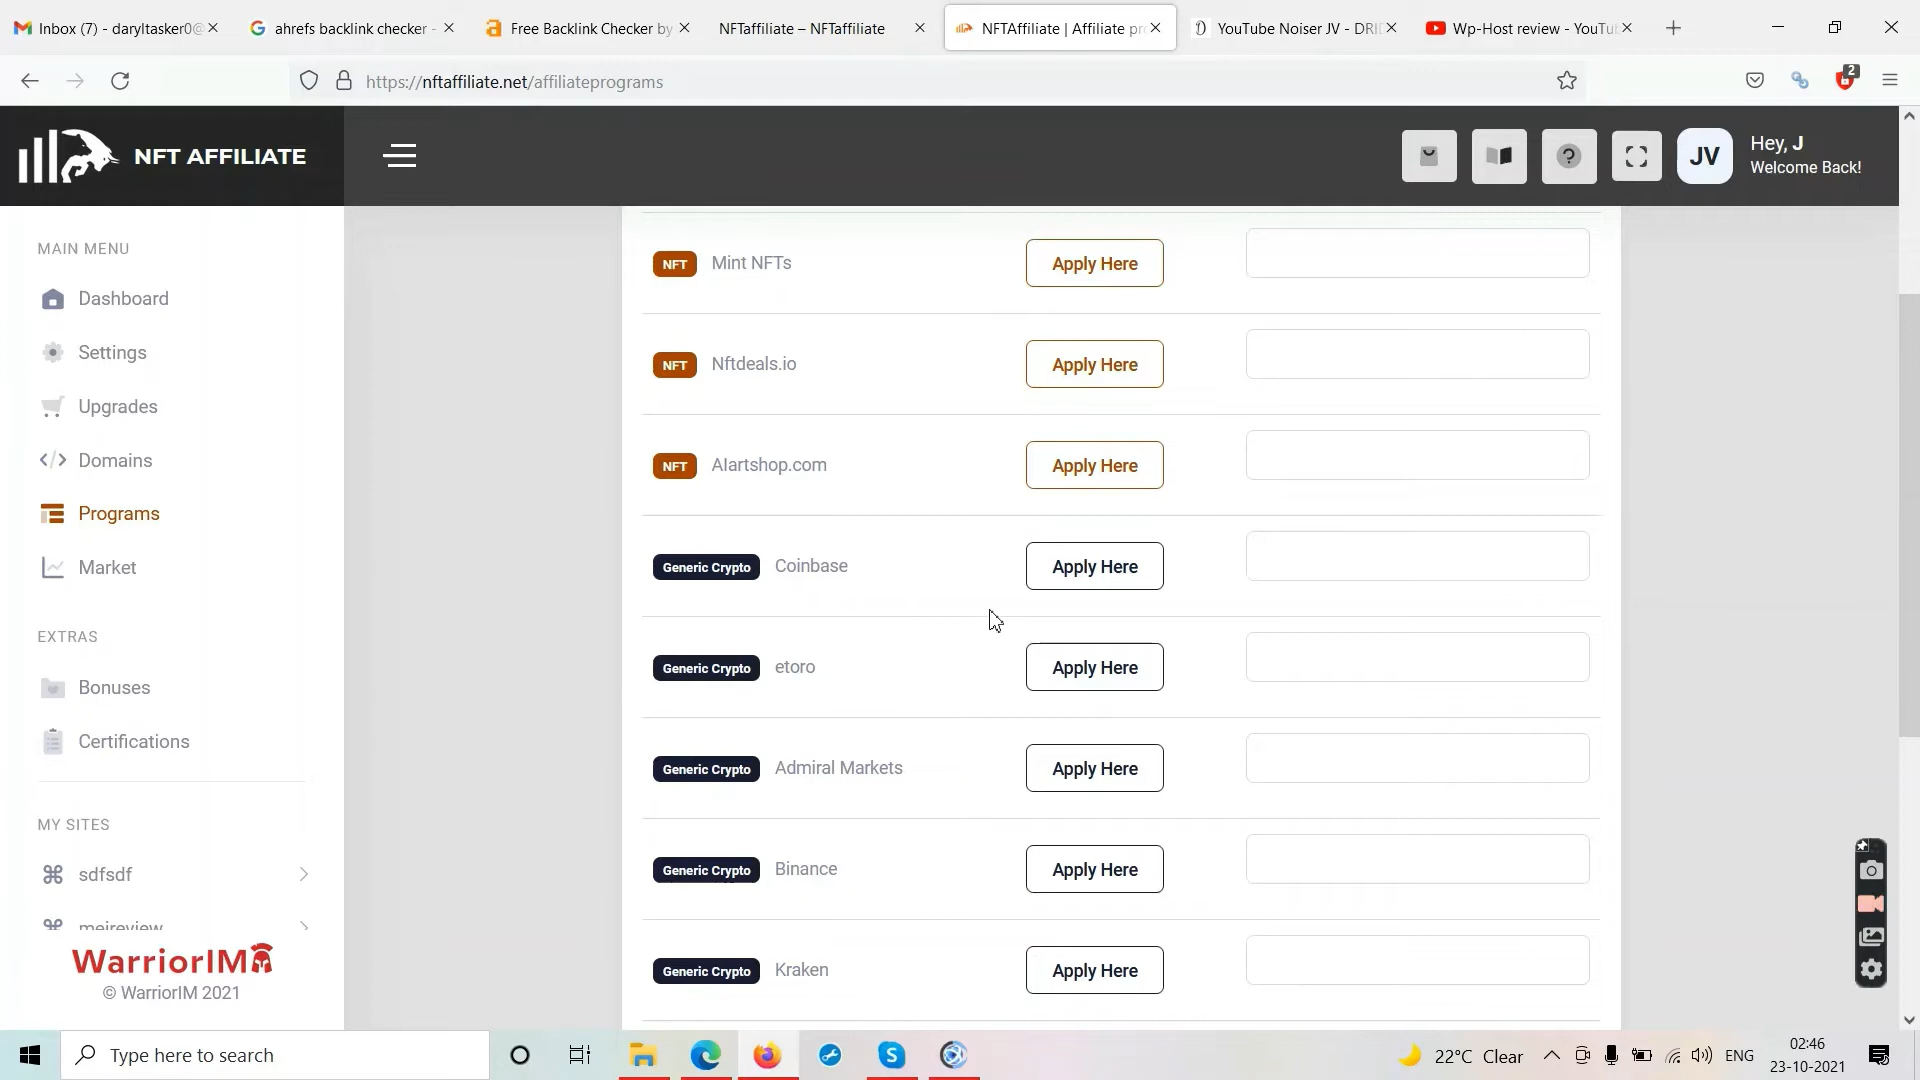 Inbox (7) - daryltasker0@
ahrefs backlink checker -
Free Backlink Checker by
NFTaffiliate – NFTaffiliate
NFTAffiliate | Affiliate pr
YouTube Noiser JV - DRID
Wp-Host review - YouTu
https://nftaffiliate.net/affiliateprograms
2
NFT AFFILIATE
JV
Hey, J
Welcome Back!
MAIN MENU
Dashboard
Settings
Upgrades
Domains
Programs
Market
EXTRAS
Bonuses
Certifications
MY SITES
sdfsdf
meireview
WarriorIM
© WarriorIM 2021
NFT Mint NFTs Apply Here
NFT Nftdeals.io Apply Here
NFT AIartshop.com Apply Here
Generic Crypto Coinbase Apply Here
Generic Crypto etoro Apply Here
Generic Crypto Admiral Markets Apply Here
Generic Crypto Binance Apply Here
Generic Crypto Kraken Apply Here
Type here to search
22°C Clear
ENG
02:46
23-10-2021